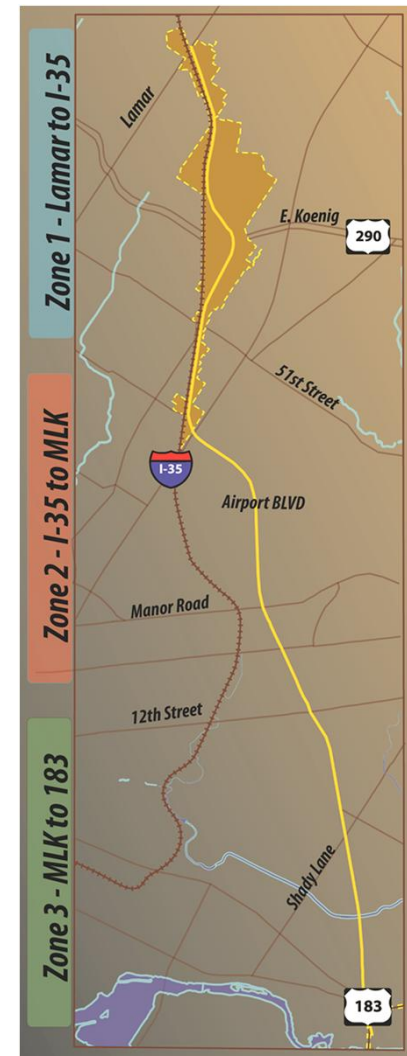 Zone 1 - Lamar to I-35
Zone 2 - I-35 to MLK
Zone 3 - MLK to 183
Lamar
E. Koenig
290
51st Street
I-35
Airport BLVD
Manor Road
12th Street
Shady Lane
183